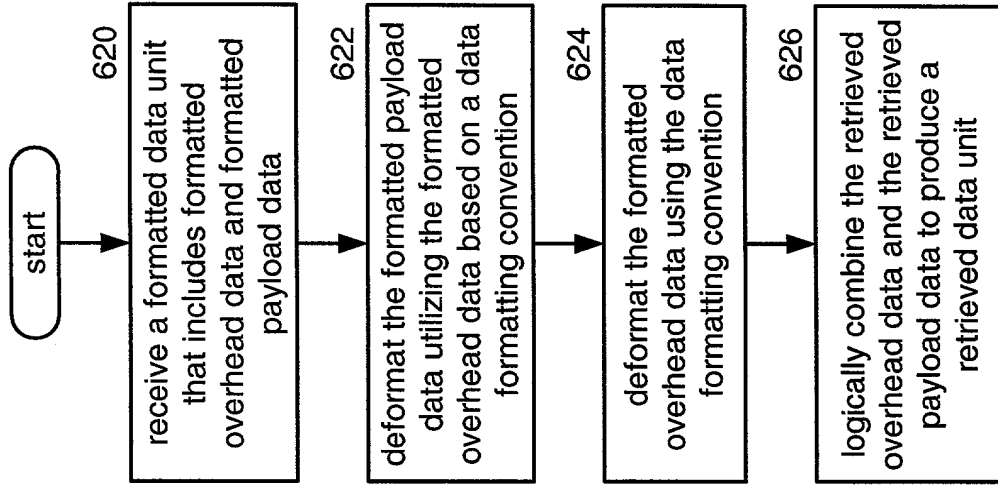 start
620
receive a formatted data unit
that includes formatted
overhead data and formatted
payload data
622
deformat the formatted payload
data utilizing the formatted
overhead data based on a data
formatting convention
624
deformat the formatted
overhead data using the data
formatting convention
626
logically combine the retrieved
overhead data and the retrieved
payload data to produce a
retrieved data unit